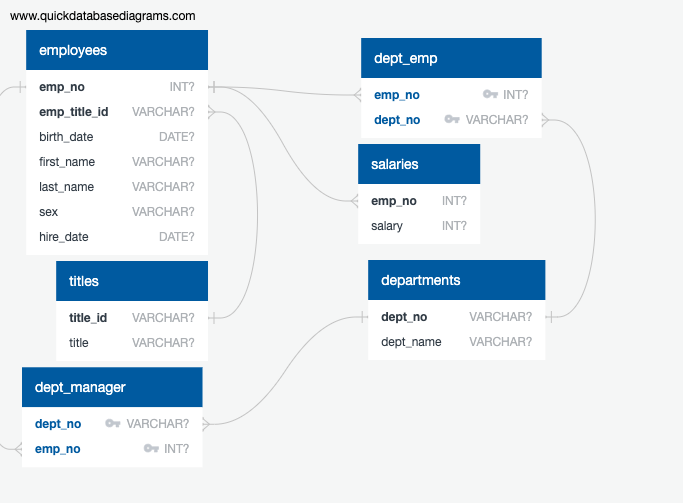 www.quickdatabasediagrams.com
employees
emp_no INT?
emp_title_id VARCHAR?
birth_date DATE?
first_name VARCHAR?
last_name VARCHAR?
sex VARCHAR?
hire_date DATE?
titles
title_id VARCHAR?
title VARCHAR?
dept_manager
dept_no VARCHAR?
emp_no INT?
dept_emp
emp_no INT?
dept_no VARCHAR?
salaries
emp_no INT?
salary INT?
departments
dept_no VARCHAR?
dept_name VARCHAR?